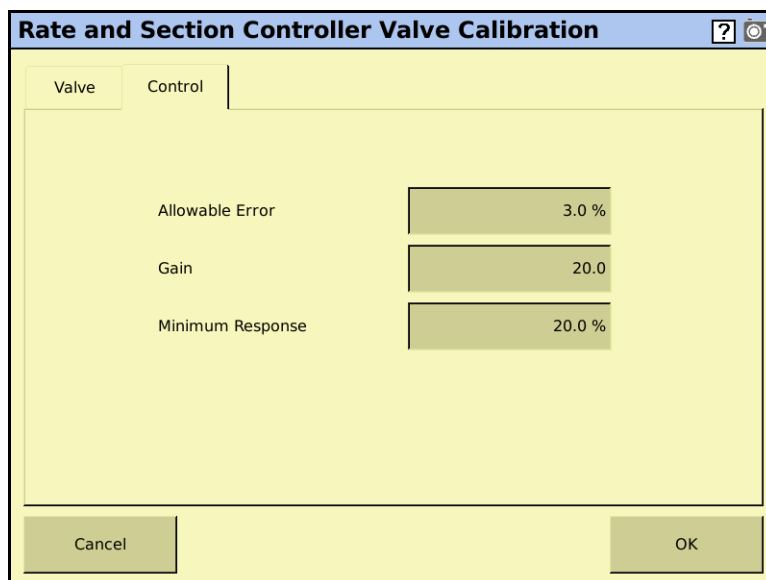 Rate and Section Controller Valve Calibration ?
Valve Control
Allowable Error 3.0 %
Gain 20.0
Minimum Response 20.0 %
Cancel OK